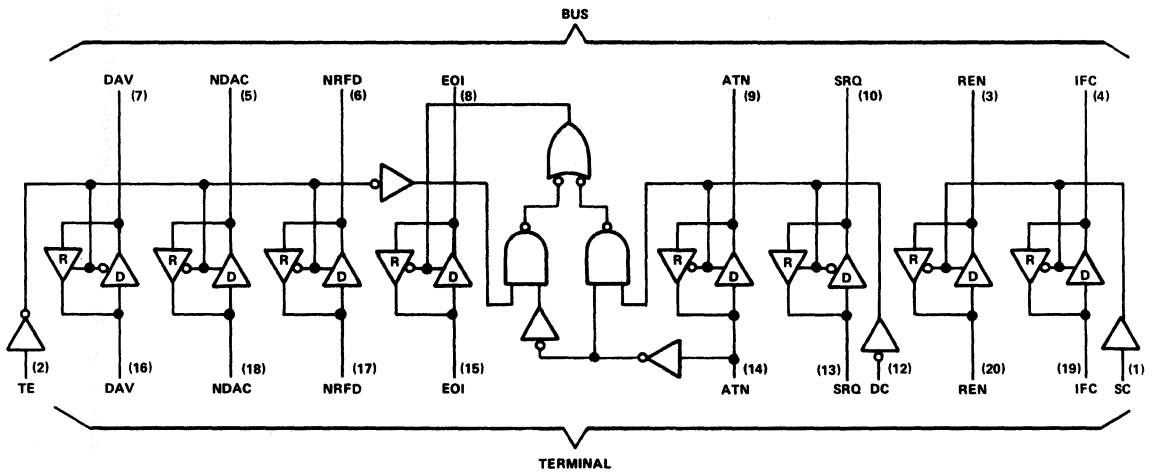 BUS
DAV NDAC NRFD EOI ATN SRQ REN IFC
(7) (5) (6) (8) (9) (10) (3) (4)
R D R D R D R D R D R D R D R D
(2) (16) (18) (17) (15) (14) (13) (12) (20) (19) (1)
TE DAV NDAC NRFD EOI ATN SRQ DC REN IFC SC
TERMINAL